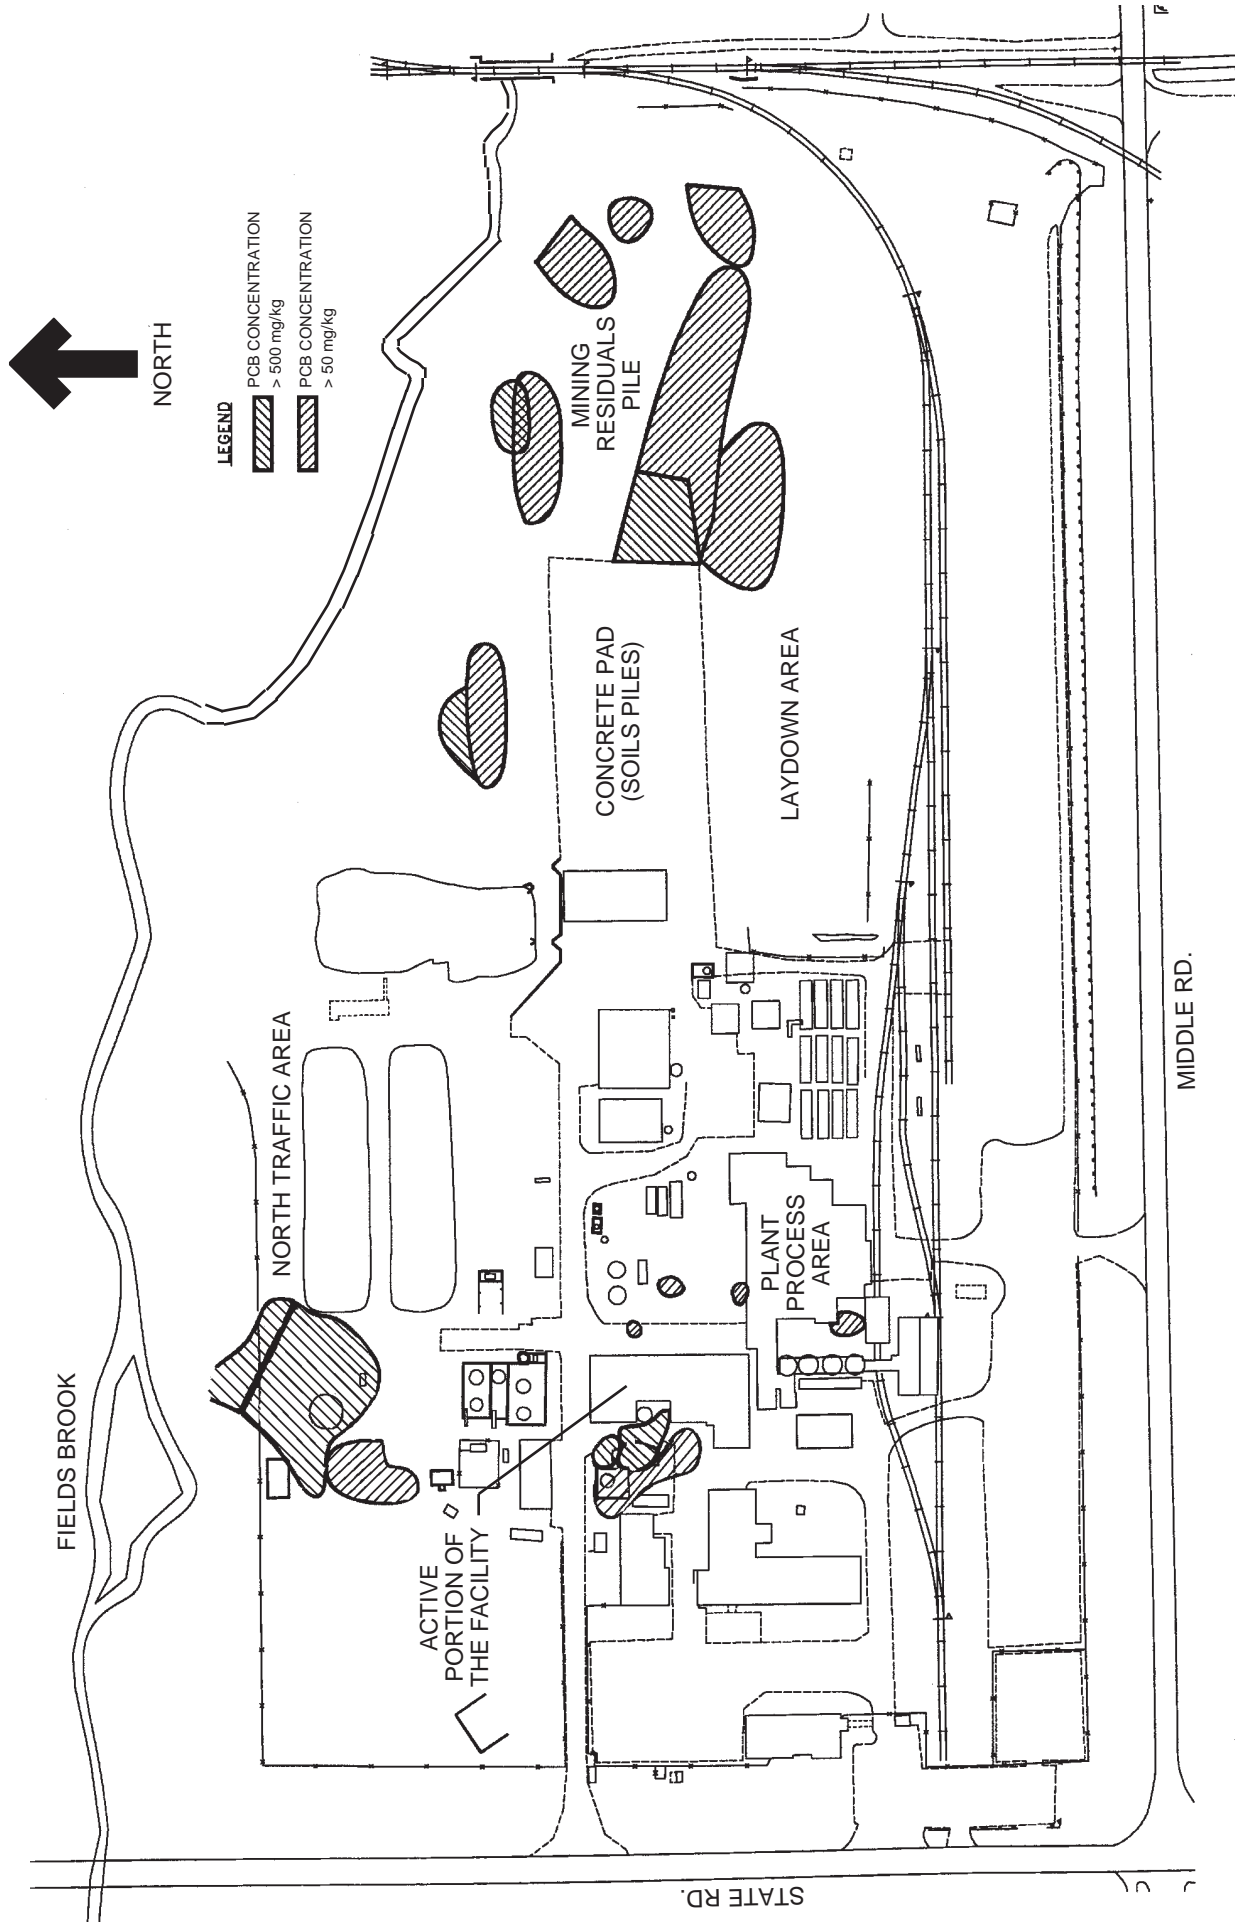 NORTH
LEGEND
PCB CONCENTRATION
> 500 mg/kg
PCB CONCENTRATION
> 50 mg/kg
FIELDS BROOK
NORTH TRAFFIC AREA
MINING
RESIDUALS
PILE
CONCRETE PAD
(SOILS PILES)
LAYDOWN AREA
ACTIVE
PORTION OF
THE FACILITY
PLANT
PROCESS
AREA
MIDDLE RD.
STATE RD.